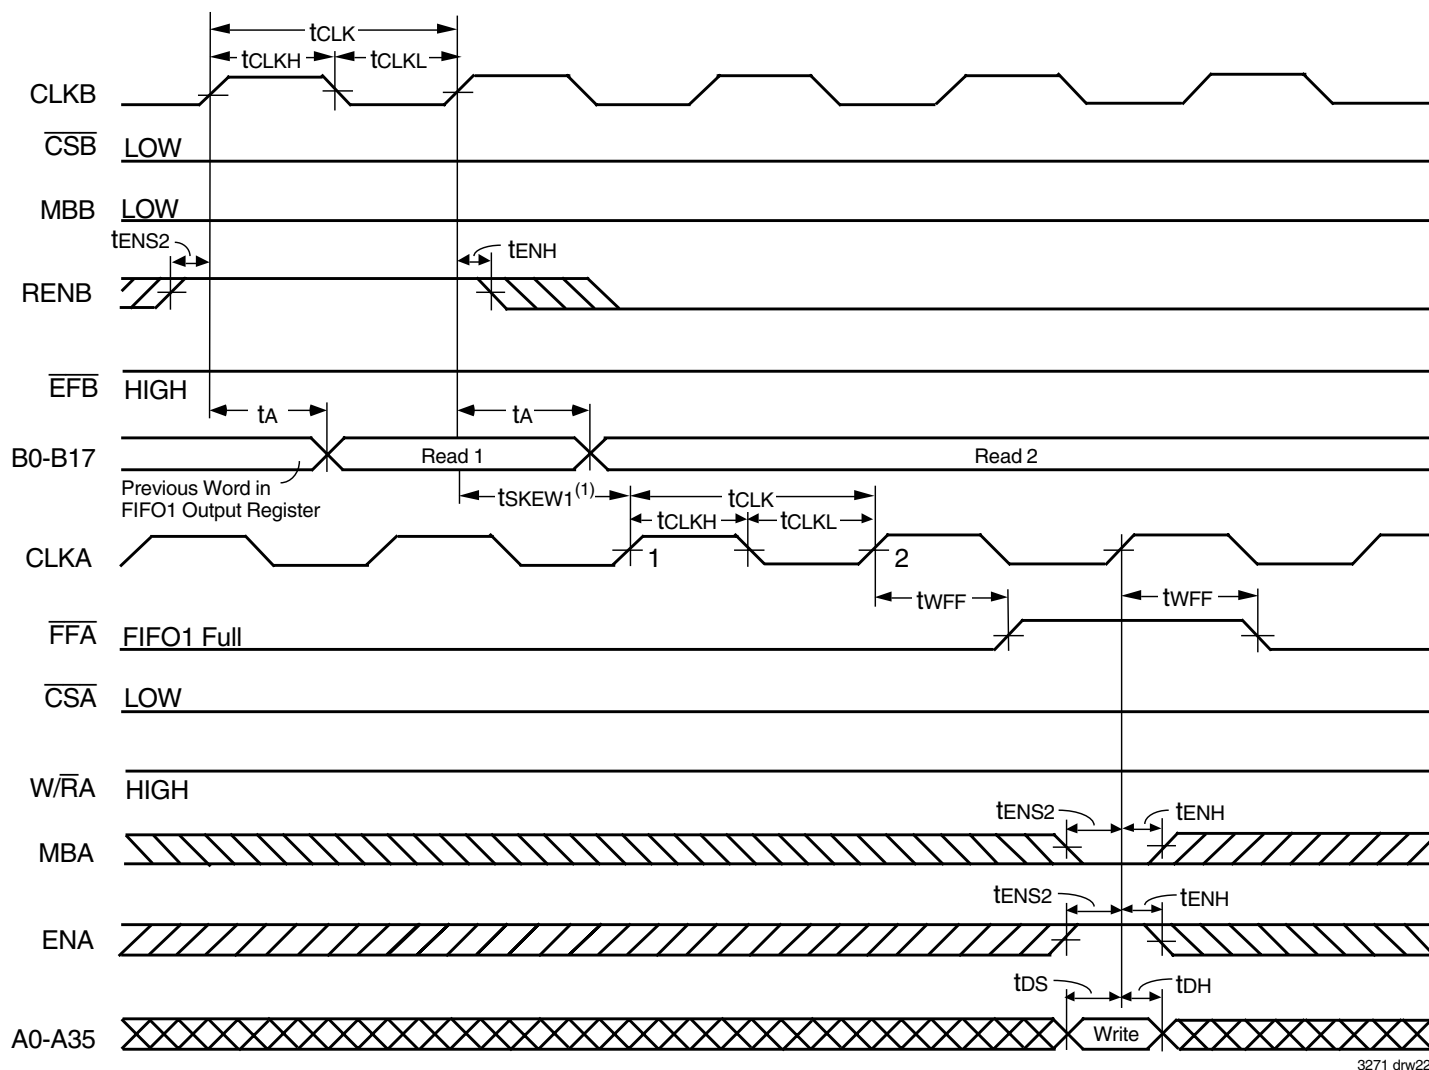 tCLK
tCLKH tCLKL
CLKB
CSB LOW
MBB LOW
tENS2 tENH
RENB
EFB HIGH
tA tA
B0-B17 Read 1 Read 2
Previous Word in
FIFO1 Output Register
tSKEW1(1) tCLK
tCLKH tCLKL
CLKA 1 2
tWFF tWFF
FFA FIFO1 Full
CSA LOW
W/RA HIGH
tENS2 tENH
MBA
tENS2 tENH
ENA
tDS tDH
A0-A35 Write
3271 drw22